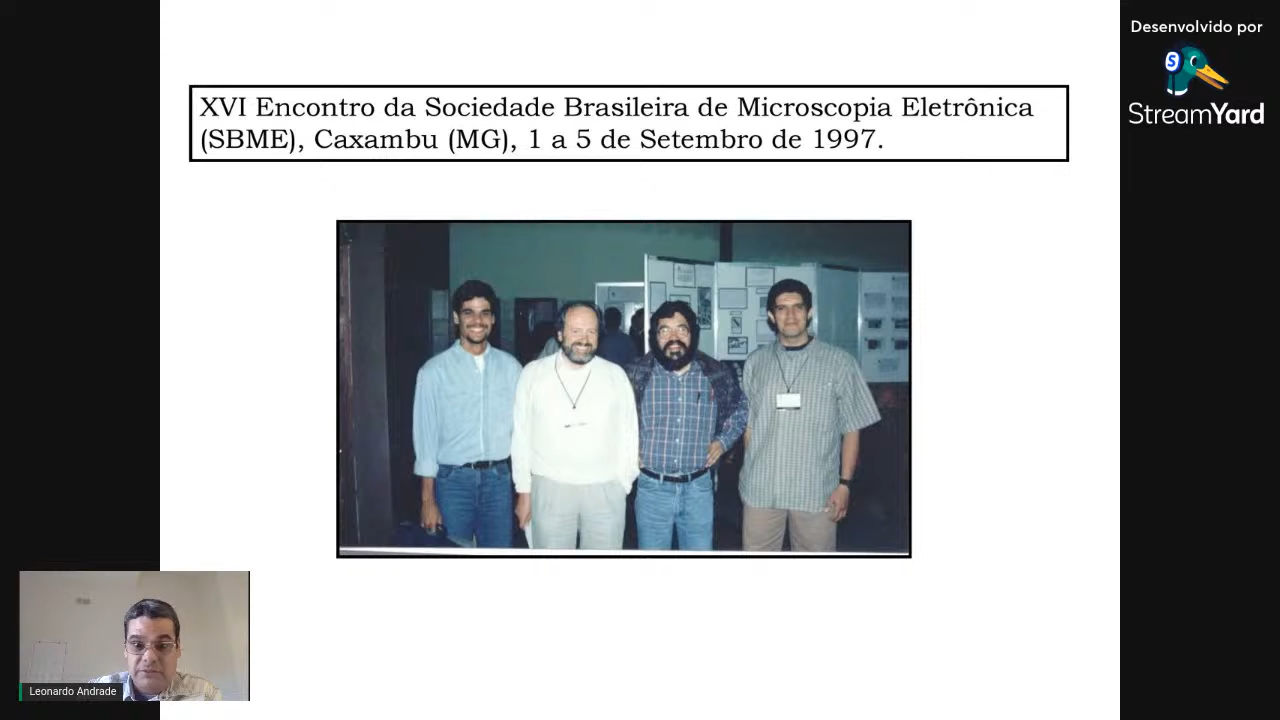 XVI Encontro da Sociedade Brasileira de Microscopia Eletrônica
(SBME), Caxambu (MG), 1 a 5 de Setembro de 1997.
Desenvolvido por
S
StreamYard
Leonardo Andrade